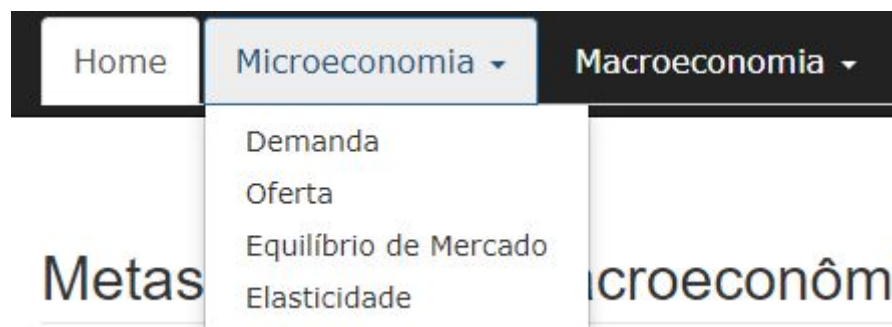 Home Microeconomia Macroeconomia
Demanda
Oferta
Equilíbrio de Mercado
Elasticidade
Metas croeconôm